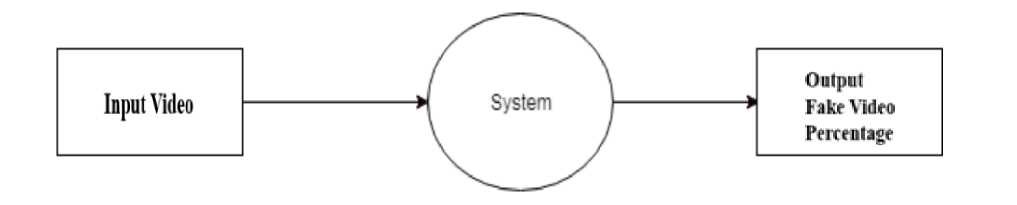 Input Video
System
Output
Fake Video
Percentage